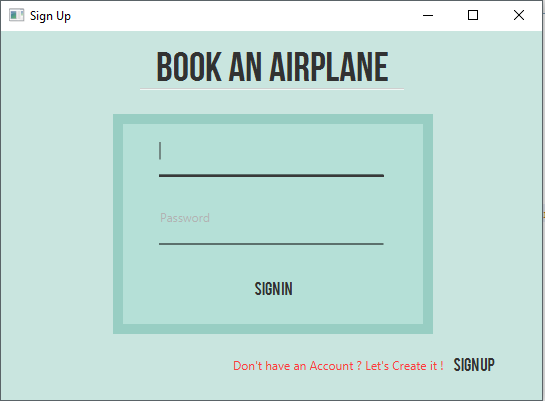 Sign Up
BOOK AN AIRPLANE
Password
SIGNIN
Don't have an Account ? Let's Create it ! SIGNUP